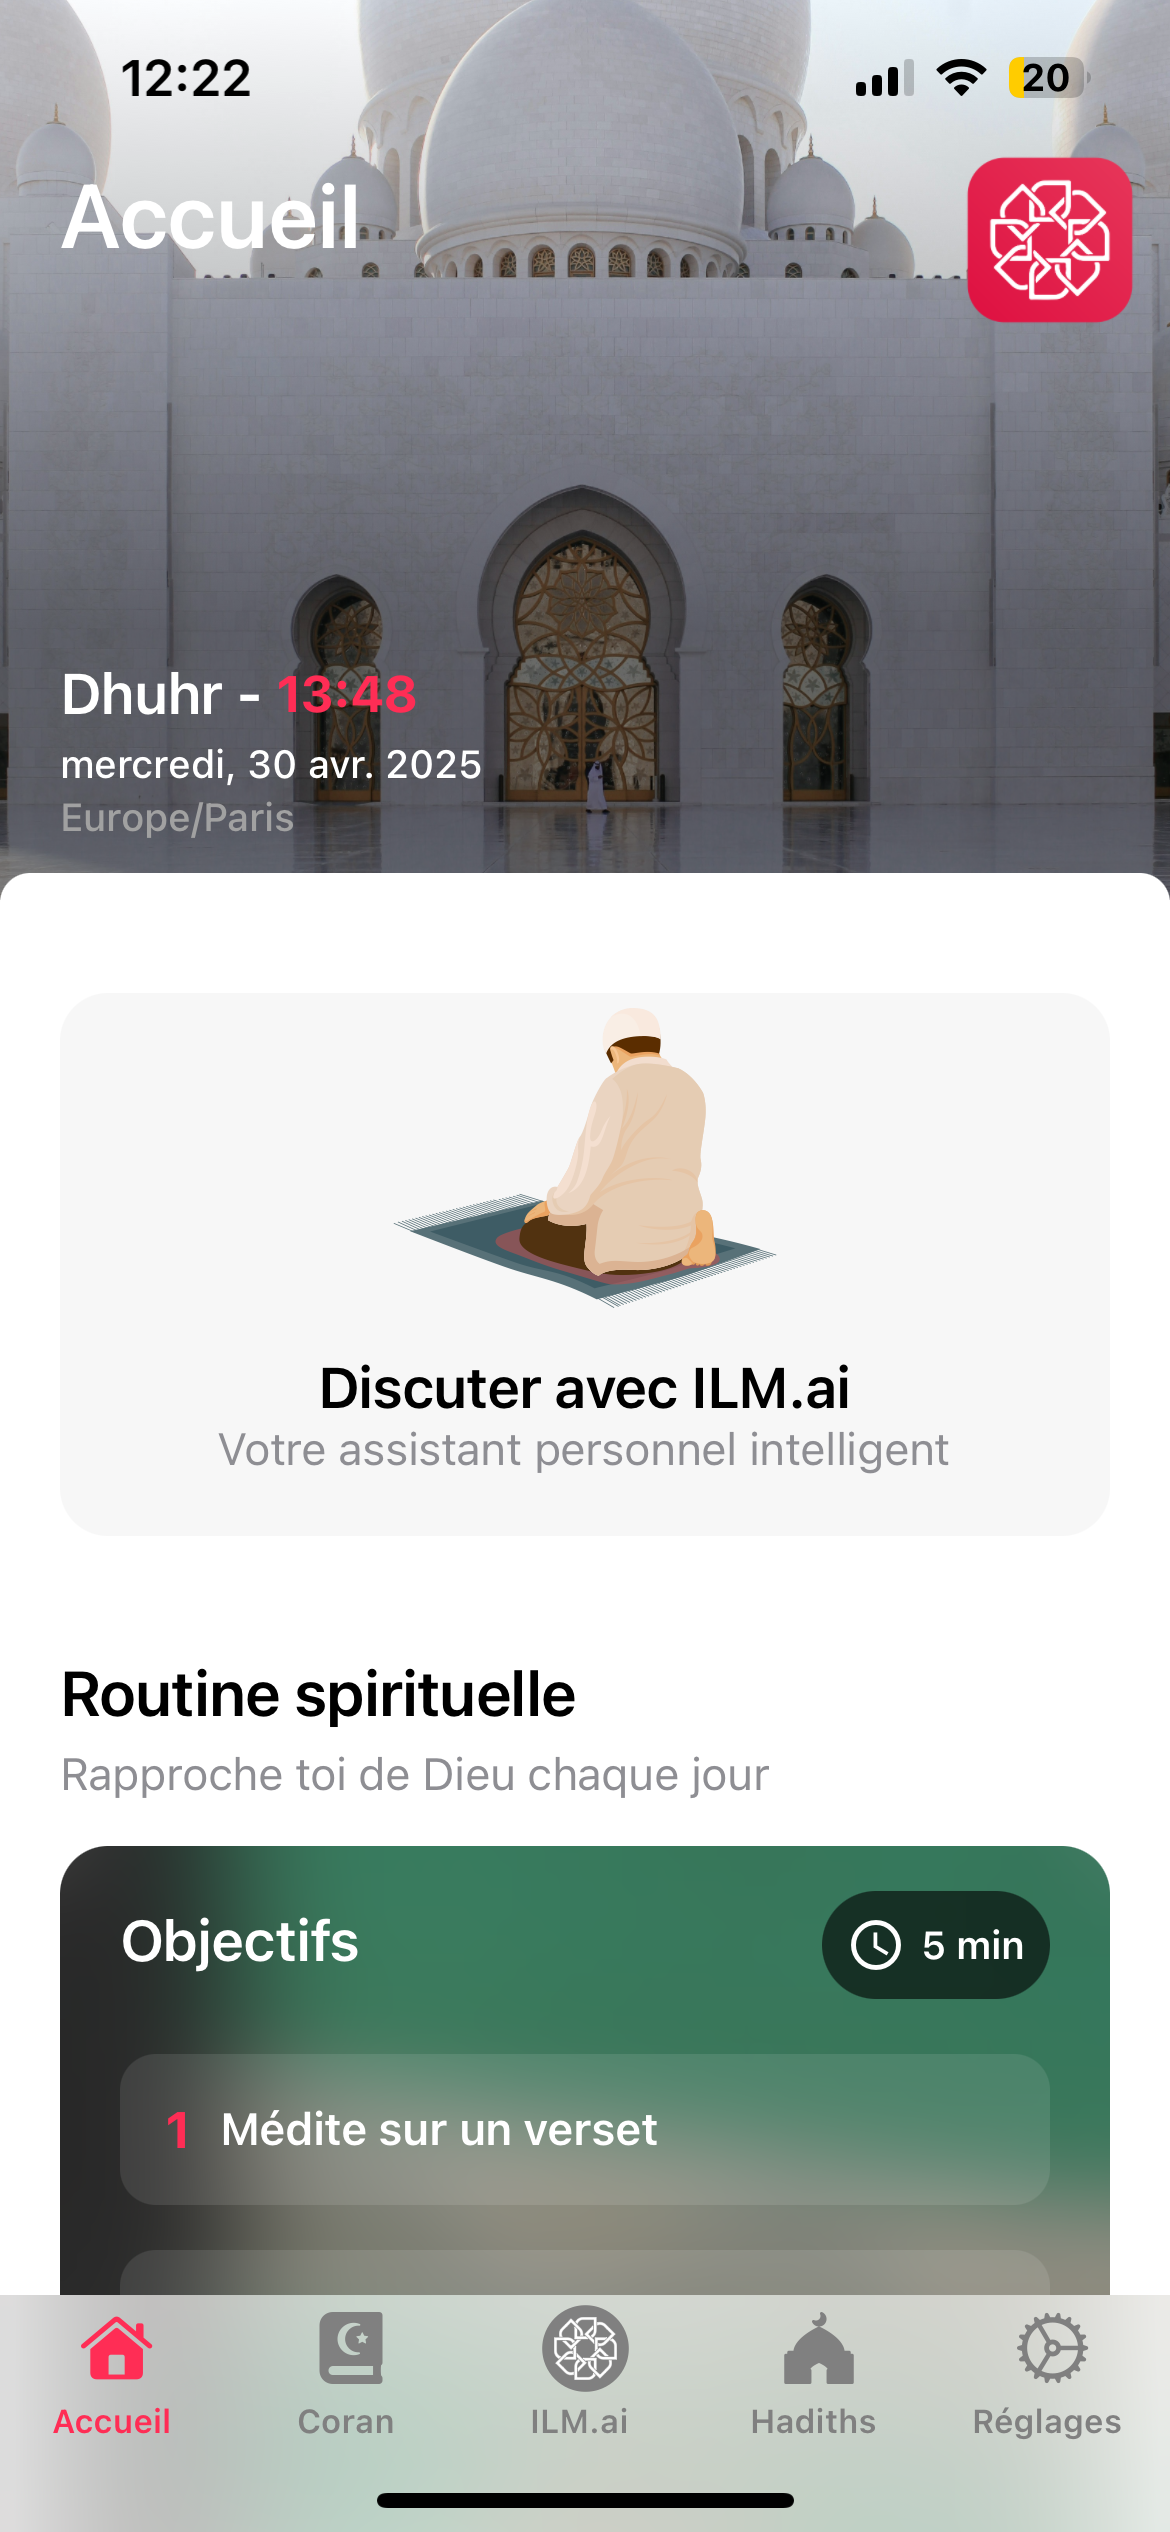 12:22
20
Accueil
Dhuhr - 13:48
mercredi, 30 avr. 2025
Europe/Paris
Discuter avec ILM.ai
Votre assistant personnel intelligent
Routine spirituelle
Rapproche toi de Dieu chaque jour
Objectifs
5 min
1 Médite sur un verset
Accueil
Coran
ILM.ai
Hadiths
Réglages